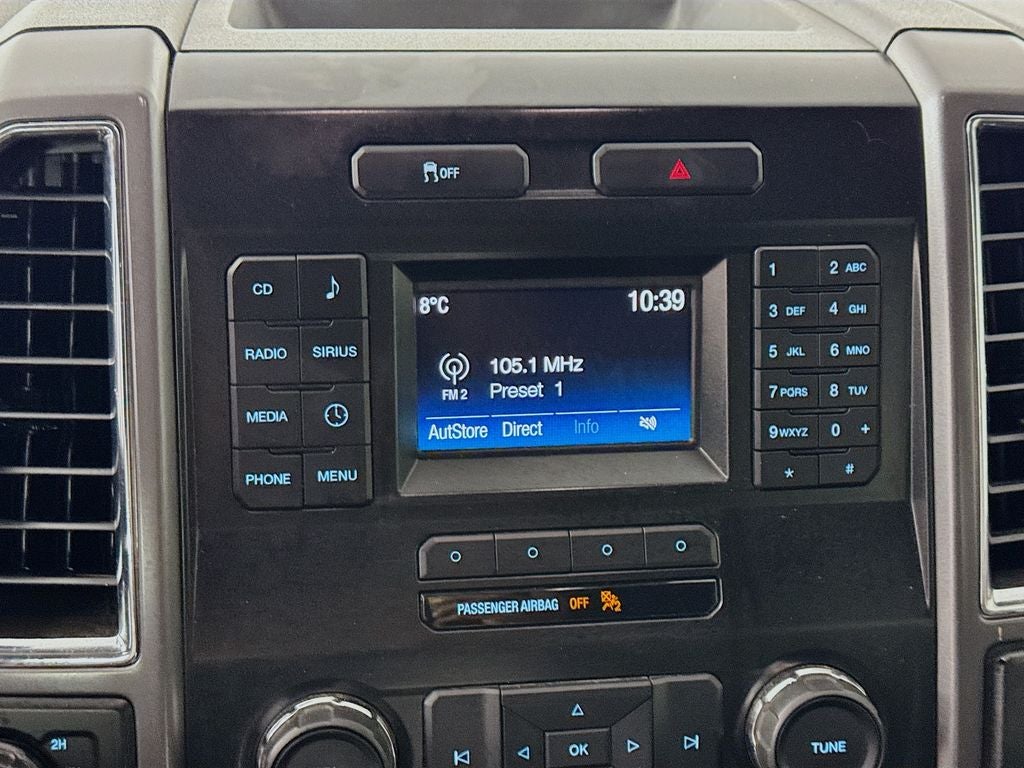 OFF
CD
RADIO SIRIUS
MEDIA
PHONE MENU
8°C 10:39
105.1 MHz
FM 2 Preset 1
AutStore Direct Info
1 2 ABC
3 DEF 4 GHI
5 JKL 6 MNO
7 PQRS 8 TUV
9 WXYZ 0 +
* #
PASSENGER AIRBAG OFF 2
2H
OK
TUNE